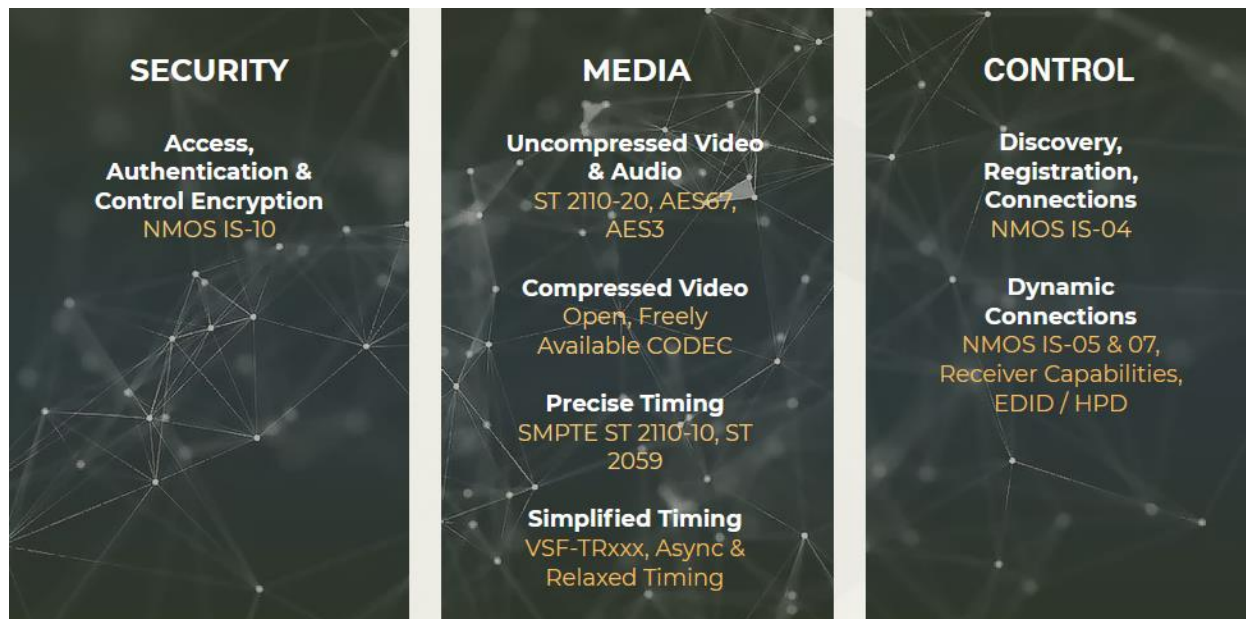 SECURITY
Access,
Authentication &
Control Encryption
NMOS IS-10
MEDIA
Uncompressed Video
& Audio
ST 2110-20, AES67,
AES3
Compressed Video
Open, Freely
Available CODEC
Precise Timing
SMPTE ST 2110-10, ST
2059
Simplified Timing
VSF-TRxxx, Async &
Relaxed Timing
CONTROL
Discovery,
Registration,
Connections
NMOS IS-04
Dynamic
Connections
NMOS IS-05 & 07,
Receiver Capabilities,
EDID / HPD